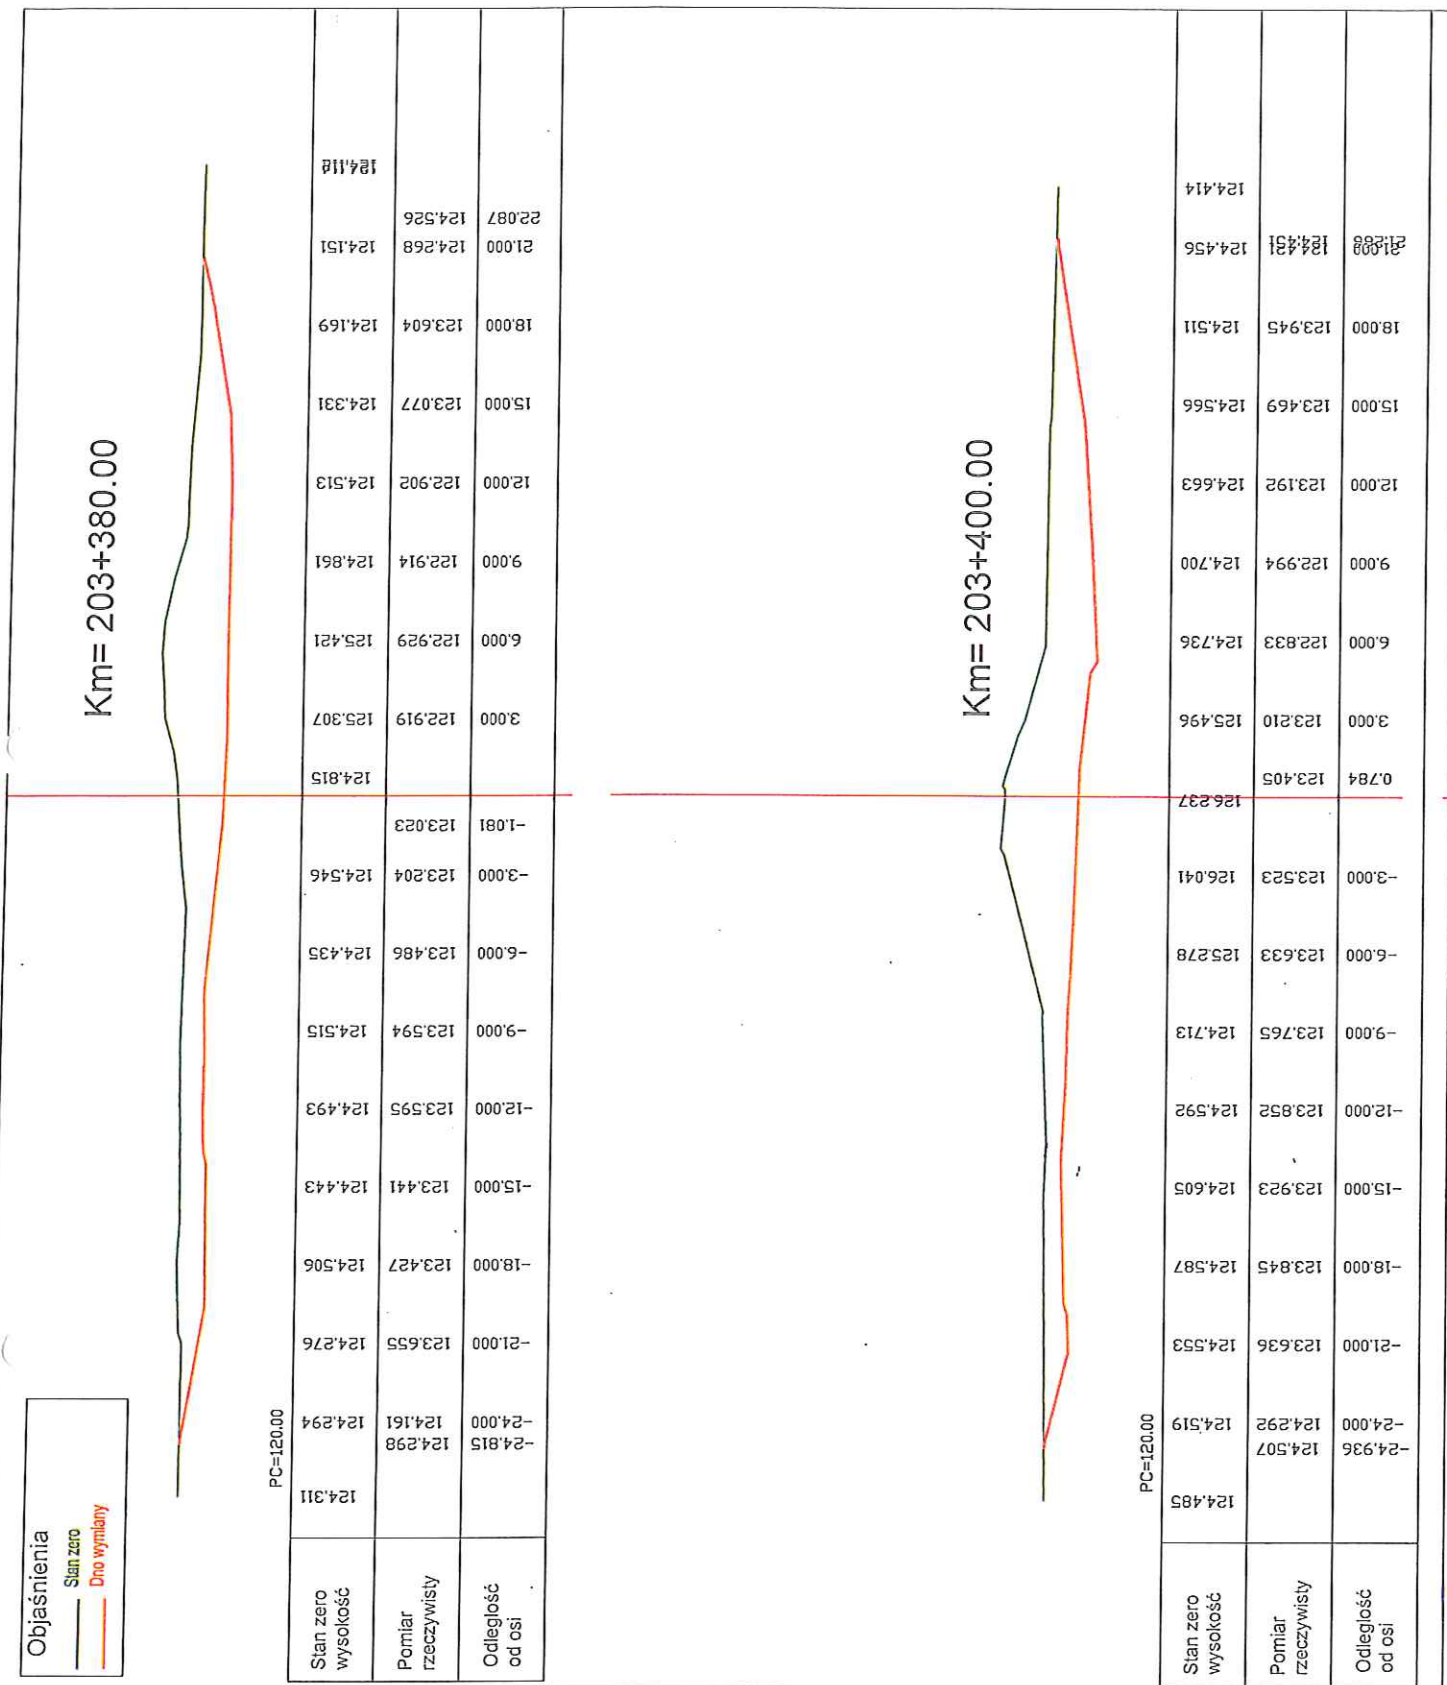 Objaśnienia
Stan zero
Dno wymiany
Km= 203+380.00
PC=120.00
Stan zero wysokość 124.311 124.294 124.276 124.506 124.443 124.493 124.515 124.435 124.546 124.815 125.307 125.421 124.861 124.513 124.331 124.169 124.151
Pomiar rzeczywisty 124.298 124.161 123.655 123.427 123.441 123.595 123.594 123.486 123.204 123.023 122.919 122.929 122.914 122.902 123.077 123.604 124.268 124.526
Odległość od osi -24.815 -24.000 -21.000 -18.000 -15.000 -12.000 -9.000 -6.000 -3.000 -1.081 3.000 6.000 9.000 12.000 15.000 18.000 21.000 22.087
Km= 203+400.00
PC=120.00
Stan zero wysokość 124.485 124.519 124.553 124.587 124.605 124.592 124.713 125.278 126.041 126.237 125.496 124.736 124.700 124.663 124.566 124.511 124.456 124.414
Pomiar rzeczywisty 124.507 124.292 123.636 123.845 123.923 123.852 123.765 123.633 123.523 123.405 123.210 122.833 122.994 123.192 123.469 123.945 124.421 124.451
Odległość od osi -24.936 -24.000 -21.000 -18.000 -15.000 -12.000 -9.000 -6.000 -3.000 0.784 3.000 6.000 9.000 12.000 15.000 18.000 21.000